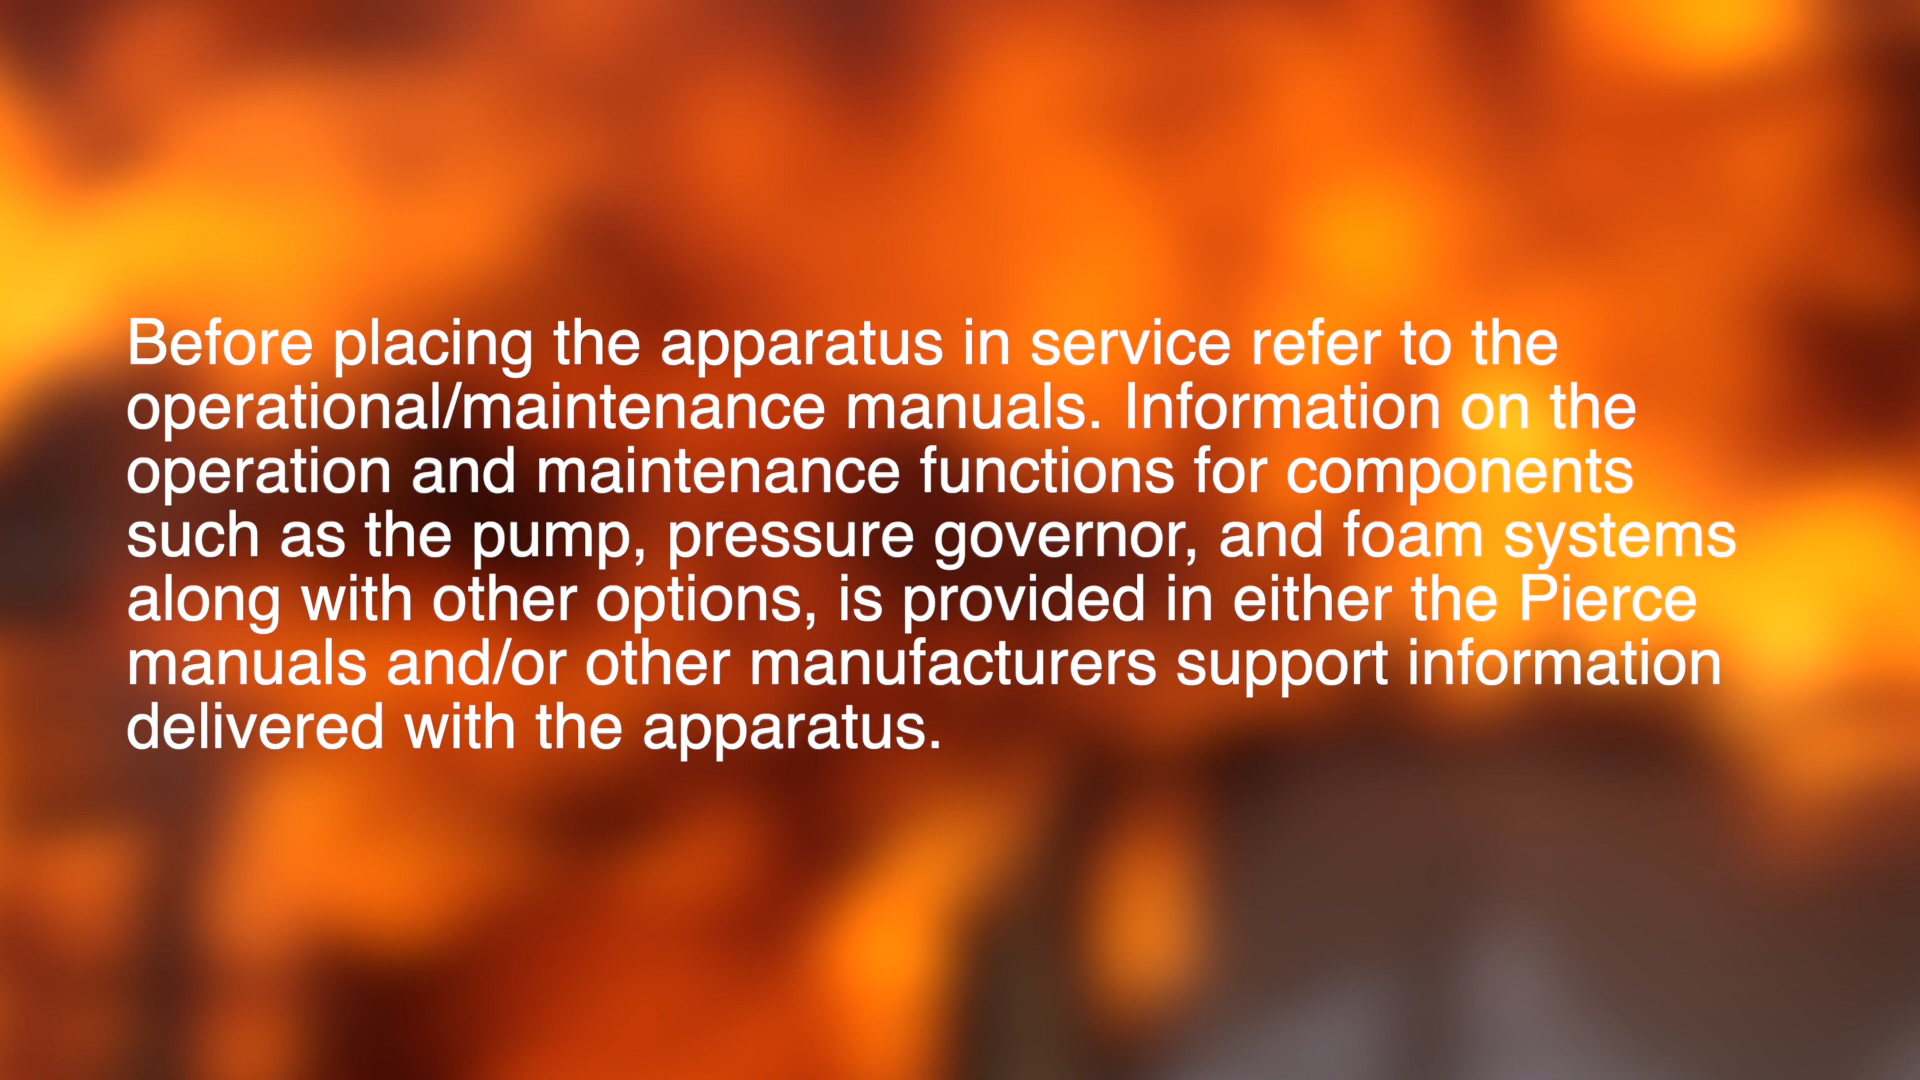 Before placing the apparatus in service refer to the
operational/maintenance manuals. Information on the
operation and maintenance functions for components
such as the pump, pressure governor, and foam systems
along with other options, is provided in either the Pierce
manuals and/or other manufacturers support information
delivered with the apparatus.